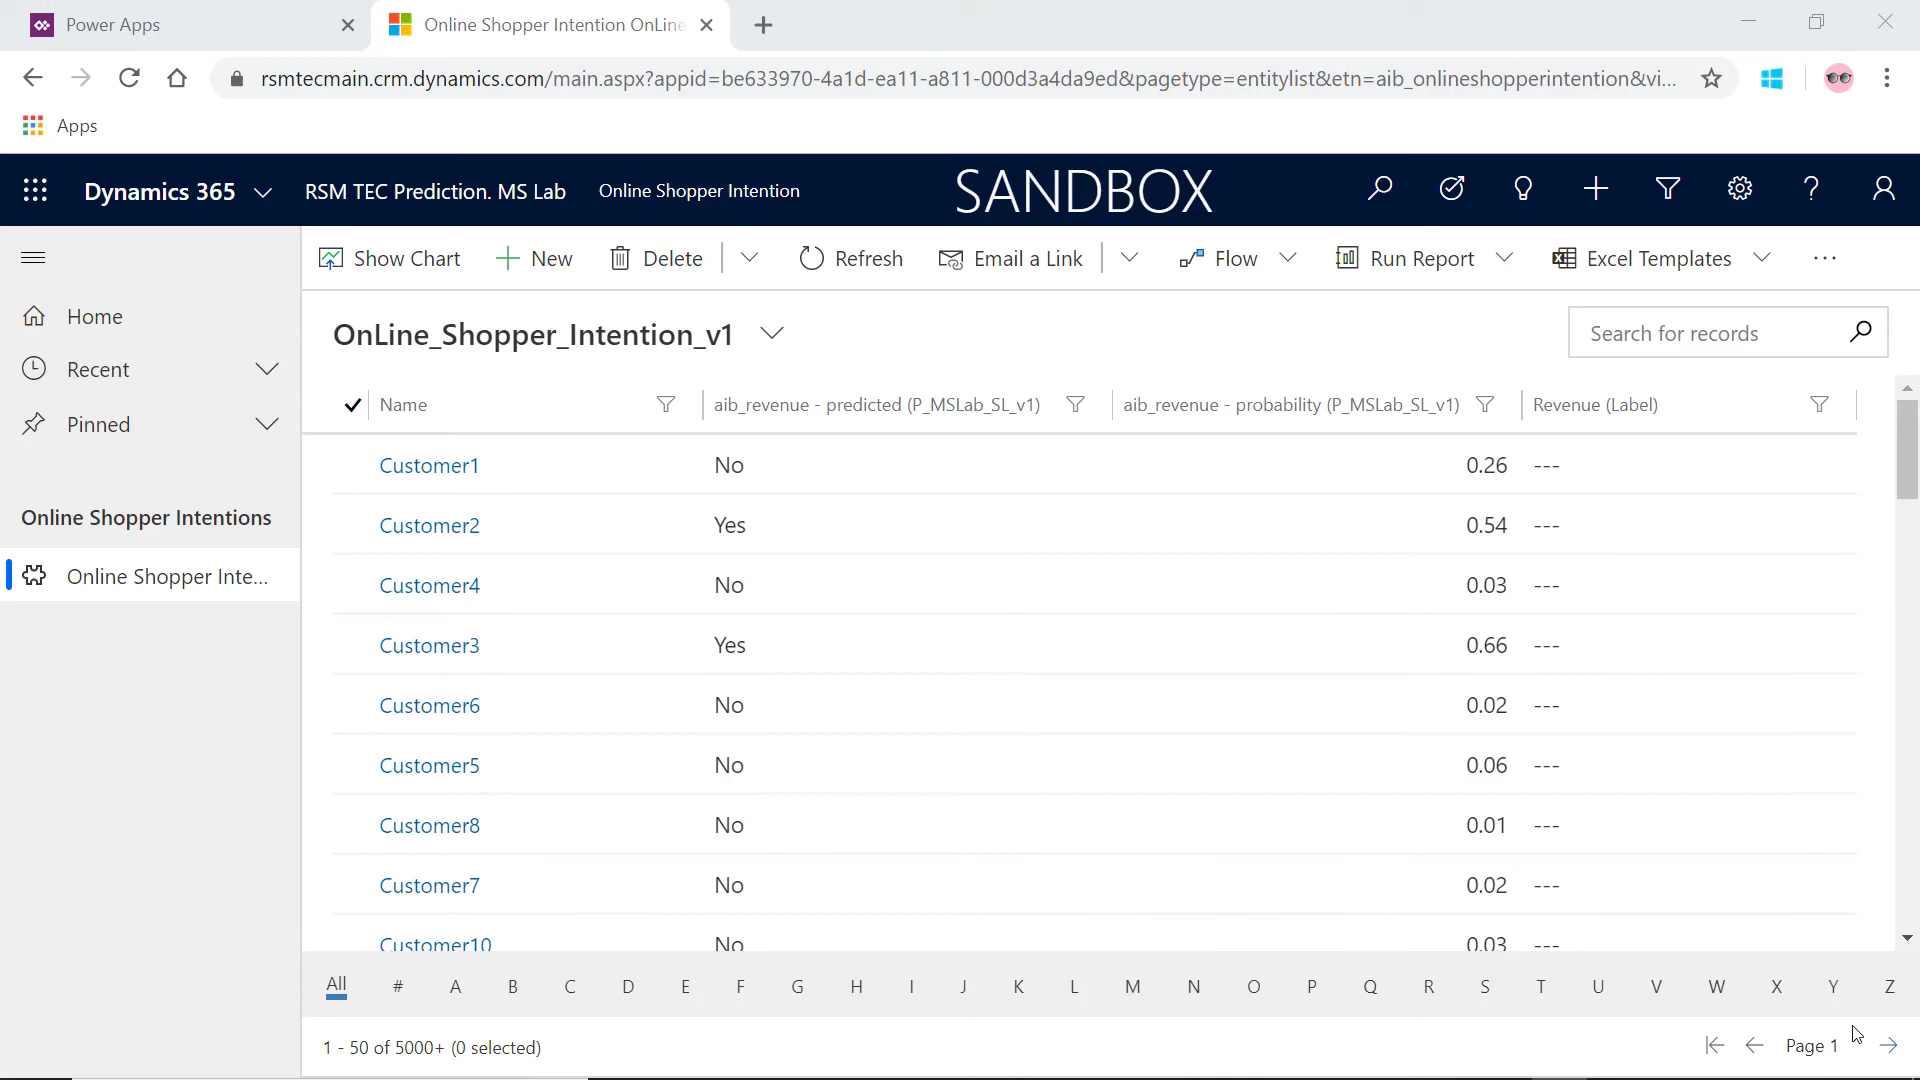 Power Apps
Online Shopper Intention OnLine
rsmtecmain.crm.dynamics.com/main.aspx?appid=be633970-4a1d-ea11-a811-000d3a4da9ed&pagetype=entitylist&etn=aib_onlineshopperintention&vi...
Apps
Dynamics 365
RSM TEC Prediction. MS Lab
Online Shopper Intention
SANDBOX
Show Chart
New
Delete
Refresh
Email a Link
Flow
Run Report
Excel Templates
Home
Recent
Pinned
Online Shopper Intentions
Online Shopper Inte...
OnLine_Shopper_Intention_v1
Search for records
Name aib_revenue - predicted (P_MSLab_SL_v1) aib_revenue - probability (P_MSLab_SL_v1) Revenue (Label)
Customer1 No 0.26 ---
Customer2 Yes 0.54 ---
Customer4 No 0.03 ---
Customer3 Yes 0.66 ---
Customer6 No 0.02 ---
Customer5 No 0.06 ---
Customer8 No 0.01 ---
Customer7 No 0.02 ---
Customer10 No 0.03 ---
All # A B C D E F G H I J K L M N O P Q R S T U V W X Y Z
1 - 50 of 5000+ (0 selected)
Page 1